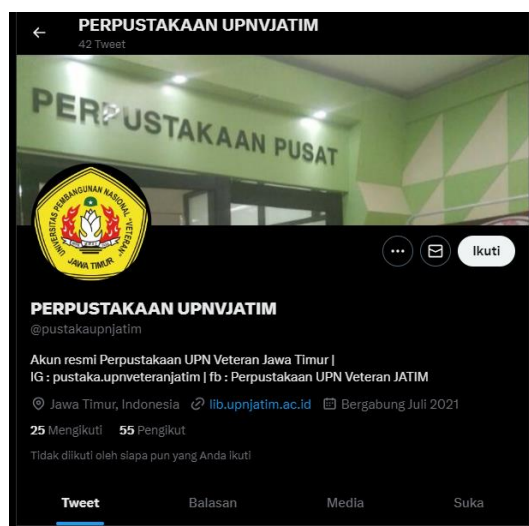 PERPUSTAKAAN UPNVJATIM
42 Tweet
PERPUSTAKAAN PUSAT
UNIVERSITAS PEMBANGUNAN NASIONAL "VETERAN"
JAWA TIMUR
Ikuti
PERPUSTAKAAN UPNVJATIM
@pustakaupnjatim
Akun resmi Perpustakaan UPN Veteran Jawa Timur |
IG : pustaka.upnveteranjatim | fb : Perpustakaan UPN Veteran JATIM
Jawa Timur, Indonesia lib.upnjatim.ac.id Bergabung Juli 2021
25 Mengikuti 55 Pengikut
Tidak diikuti oleh siapa pun yang Anda ikuti
Tweet Balasan Media Suka